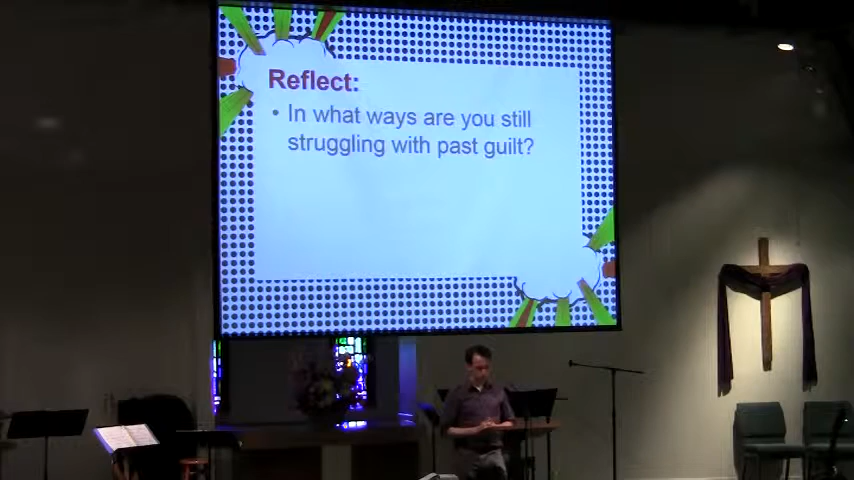 Reflect:
• In what ways are you still
struggling with past guilt?